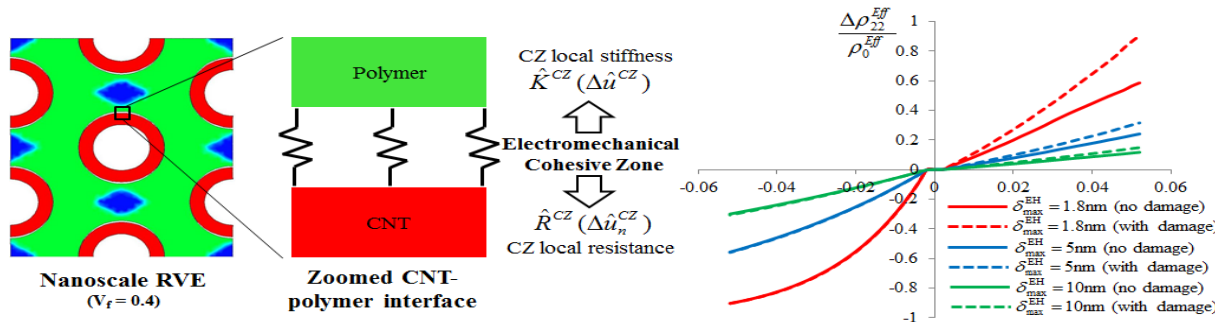 Polymer
CNT
Nanoscale RVE
(V_f = 0.4)
Zoomed CNT-
polymer interface
CZ local stiffness
K̂^CZ (Δû^CZ)
Electromechanical
Cohesive Zone
R̂^CZ (Δû_n^CZ)
CZ local resistance
Δρ_22^Eff
ρ_0^Eff
1
0.8
0.6
0.4
0.2
0
-0.2
-0.4
-0.6
-0.8
-1
-0.06
-0.04
-0.02
0
0.02
0.04
0.06
δ_max^EH = 1.8nm (no damage)
δ_max^EH = 1.8nm (with damage)
δ_max^EH = 5nm (no damage)
δ_max^EH = 5nm (with damage)
δ_max^EH = 10nm (no damage)
δ_max^EH = 10nm (with damage)